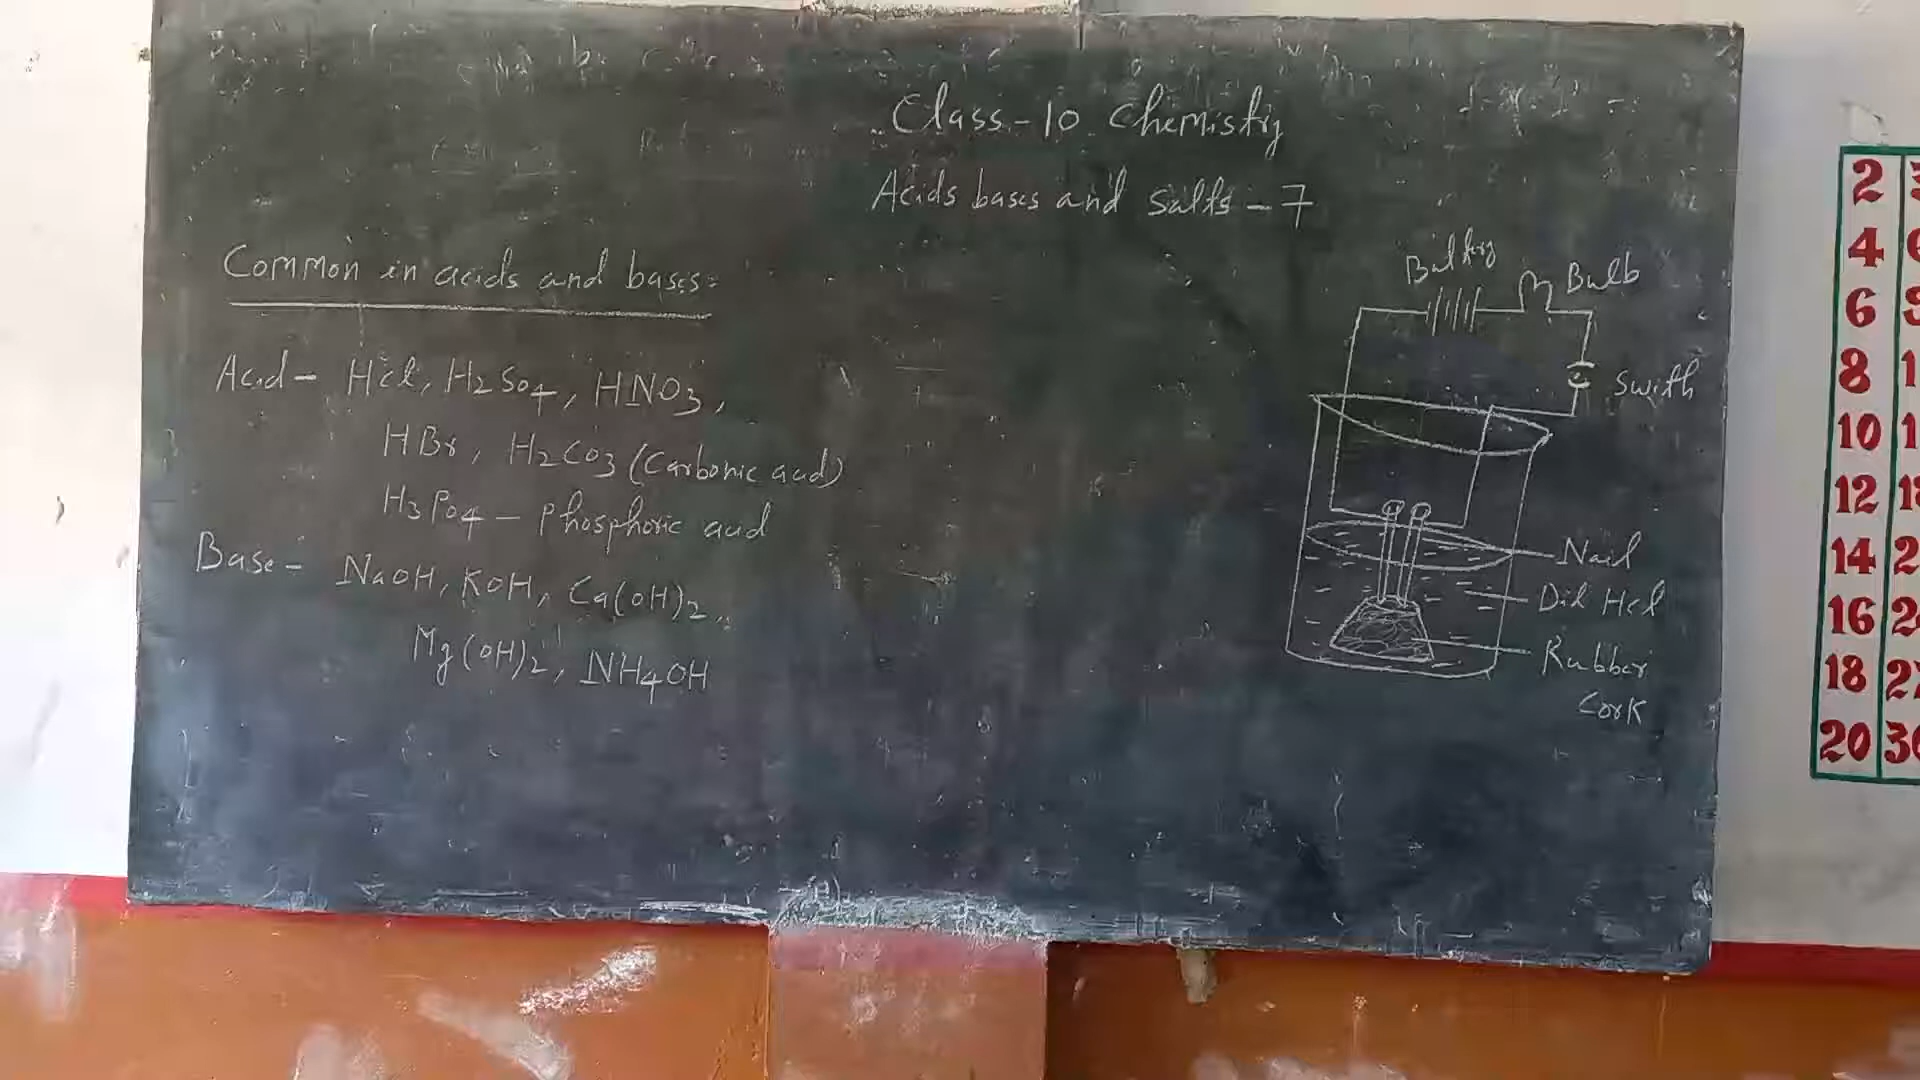 Class-10 Chemistry
Acids bases and salts - 7
Common in acids and bases:
Acid - HCl, H2SO4, HNO3,
HBr, H2CO3 (Carbonic acid)
H3PO4 - Phosphoric acid
Base - NaOH, KOH, Ca(OH)2,
Mg(OH)2, NH4OH
Battery
Bulb
Swith
Nail
Dil HCl
Rubber
Cork
2
4
6
8
10
12
14
16
18
20